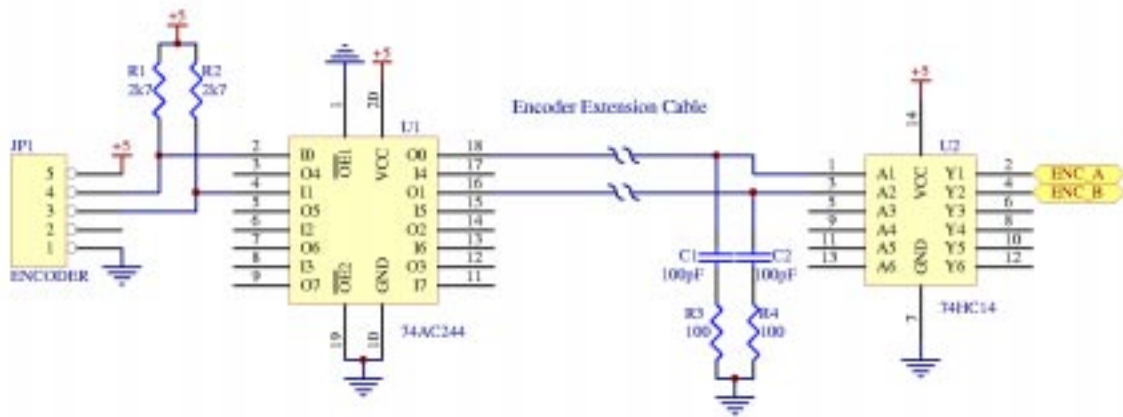 +5
R1
2k7
R2
2k7
JP1
+5
5
4
3
2
1
ENCODER
+5
1
20
U1
2
3
4
5
6
7
8
9
I0
O4
I1
O5
I2
O6
I3
O7
OE1
VCC
OE2
GND
O0
I4
O1
I5
O2
I6
O3
I7
18
17
16
15
14
13
12
11
19
10
74AC244
Encoder Extension Cable
C1
100pF
C2
100pF
R3
100
R4
100
+5
14
U2
1
3
5
9
11
13
A1
A2
A3
A4
A5
A6
VCC
GND
Y1
Y2
Y3
Y4
Y5
Y6
2
4
6
8
10
12
ENC_A
ENC_B
7
74HC14